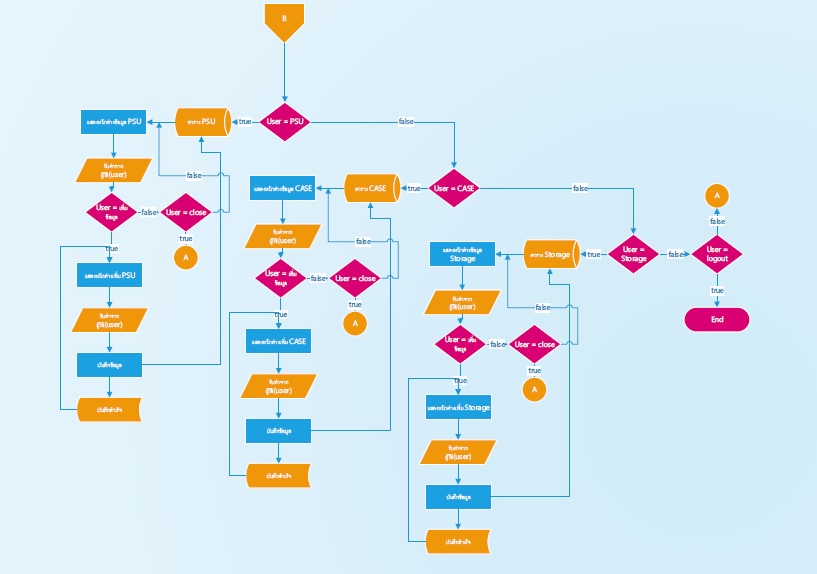 B
User = PSU
true
false
ตาราง PSU
แสดงหน้าต่างข้อมูล PSU
รับค่าจาก
ผู้ใช้(user)
User = เพิ่ม
ข้อมูล
false
User = close
false
true
A
true
แสดงหน้าต่างเพิ่ม PSU
รับค่าจาก
ผู้ใช้(user)
บันทึกข้อมูล
บันทึกสำเร็จ
User = CASE
true
false
ตาราง CASE
แสดงหน้าต่างข้อมูล CASE
รับค่าจาก
ผู้ใช้(user)
User = เพิ่ม
ข้อมูล
false
User = close
false
true
A
true
แสดงหน้าต่างเพิ่ม CASE
รับค่าจาก
ผู้ใช้(user)
บันทึกข้อมูล
บันทึกสำเร็จ
User =
Storage
true
false
ตาราง Storage
แสดงหน้าต่างข้อมูล
Storage
รับค่าจาก
ผู้ใช้(user)
User = เพิ่ม
ข้อมูล
false
User = close
false
true
A
true
แสดงหน้าต่างเพิ่ม Storage
รับค่าจาก
ผู้ใช้(user)
บันทึกข้อมูล
บันทึกสำเร็จ
User =
logout
false
A
true
End